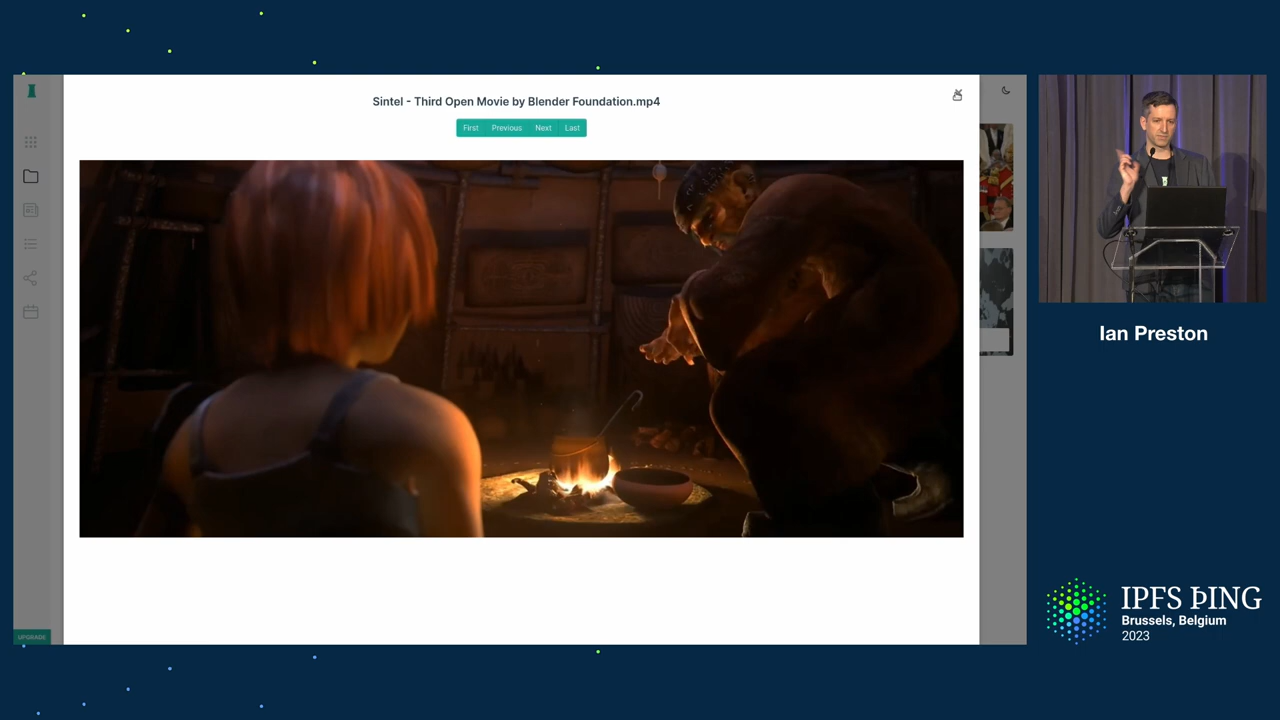 Sintel - Third Open Movie by Blender Foundation.mp4
First Previous Next Last
UPGRADE
Ian Preston
IPFS ÞING
Brussels, Belgium
2023